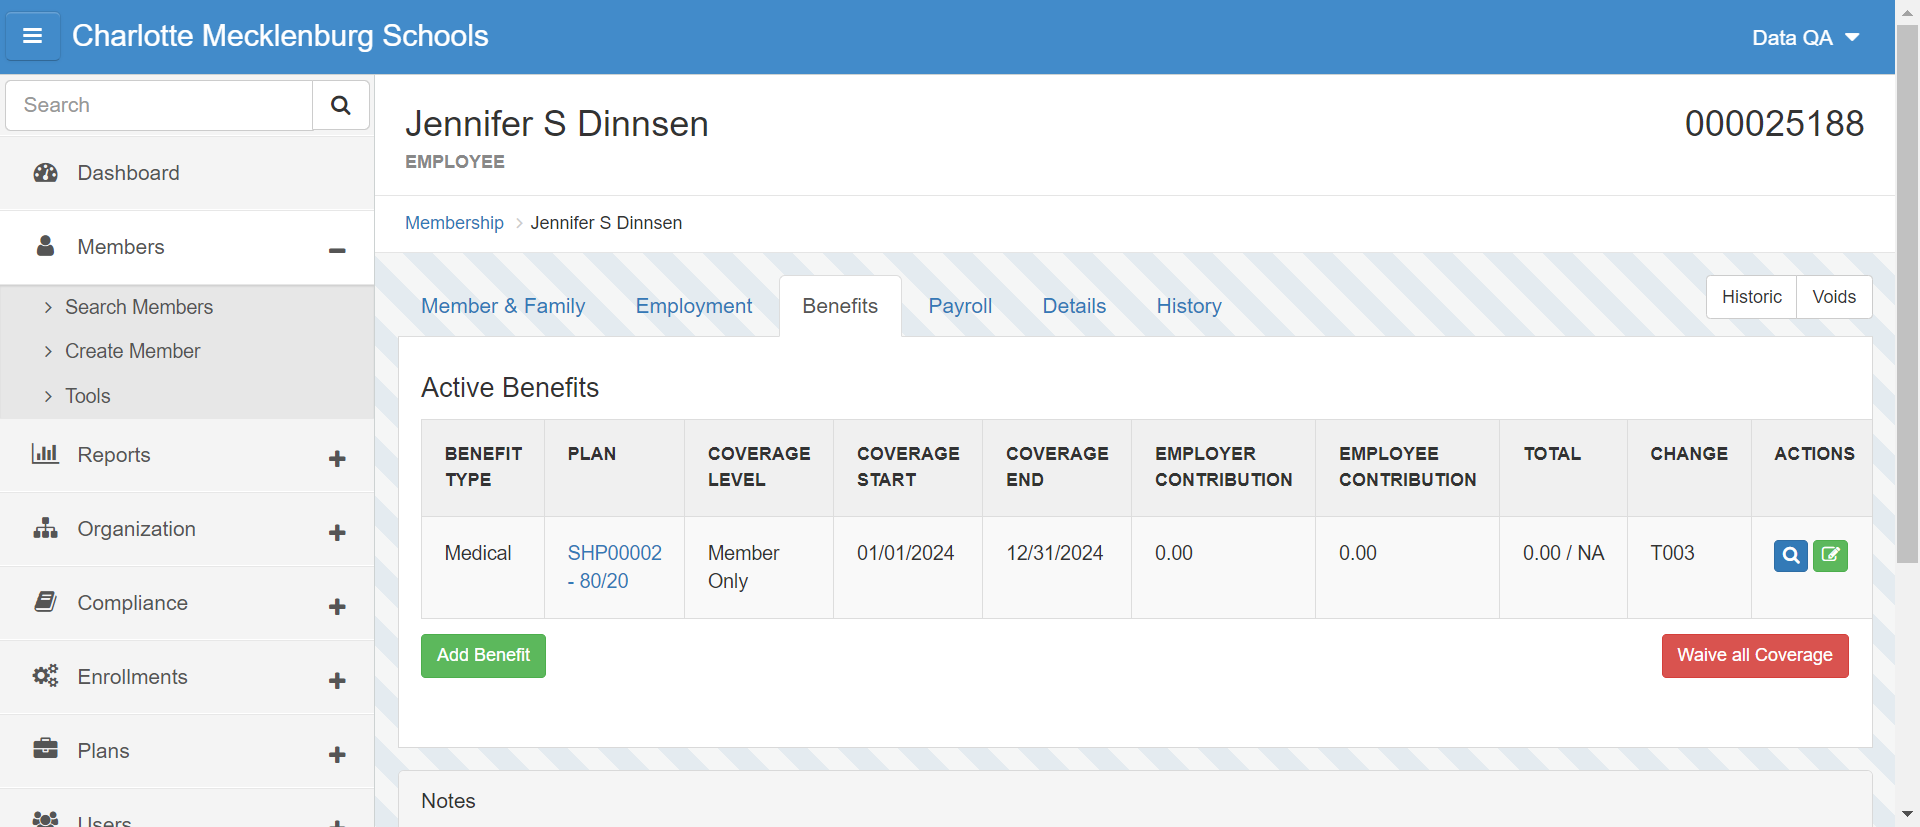 Charlotte Mecklenburg Schools
Data QA
Search
Dashboard
Members
Search Members
Create Member
Tools
Reports
Organization
Compliance
Enrollments
Plans
Users
Jennifer S Dinnsen
000025188
EMPLOYEE
Membership > Jennifer S Dinnsen
Member & Family
Employment
Benefits
Payroll
Details
History
Historic
Voids
Active Benefits
BENEFIT TYPE
PLAN
COVERAGE LEVEL
COVERAGE START
COVERAGE END
EMPLOYER CONTRIBUTION
EMPLOYEE CONTRIBUTION
TOTAL
CHANGE
ACTIONS
Medical
SHP00002 - 80/20
Member Only
01/01/2024
12/31/2024
0.00
0.00
0.00 / NA
T003
Add Benefit
Waive all Coverage
Notes